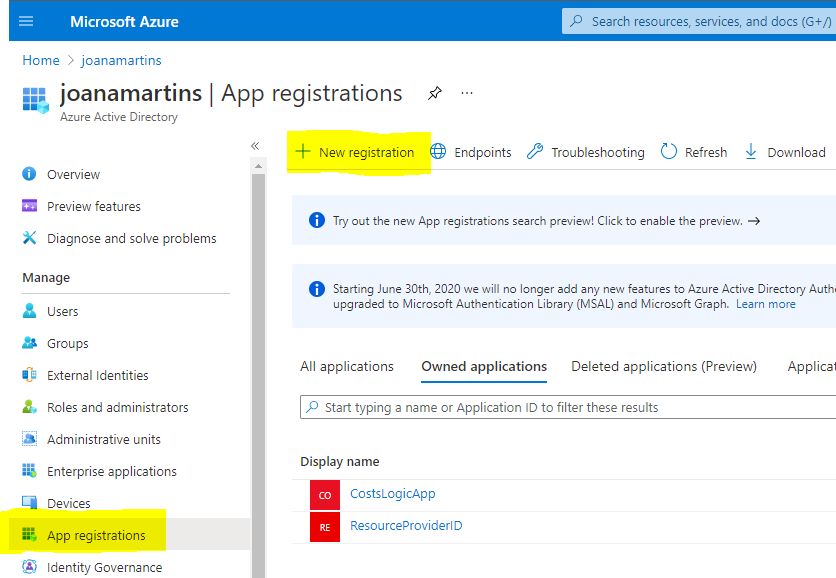 Microsoft Azure
Search resources, services, and docs (G+/)
Home > joanamartins
joanamartins | App registrations
Azure Active Directory
Overview
Preview features
Diagnose and solve problems
Manage
Users
Groups
External Identities
Roles and administrators
Administrative units
Enterprise applications
Devices
App registrations
Identity Governance
New registration
Endpoints
Troubleshooting
Refresh
Download
Try out the new App registrations search preview! Click to enable the preview. →
Starting June 30th, 2020 we will no longer add any new features to Azure Active Directory Authe
upgraded to Microsoft Authentication Library (MSAL) and Microsoft Graph. Learn more
All applications
Owned applications
Deleted applications (Preview)
Applicat
Start typing a name or Application ID to filter these results
Display name
CO CostsLogicApp
RE ResourceProviderID